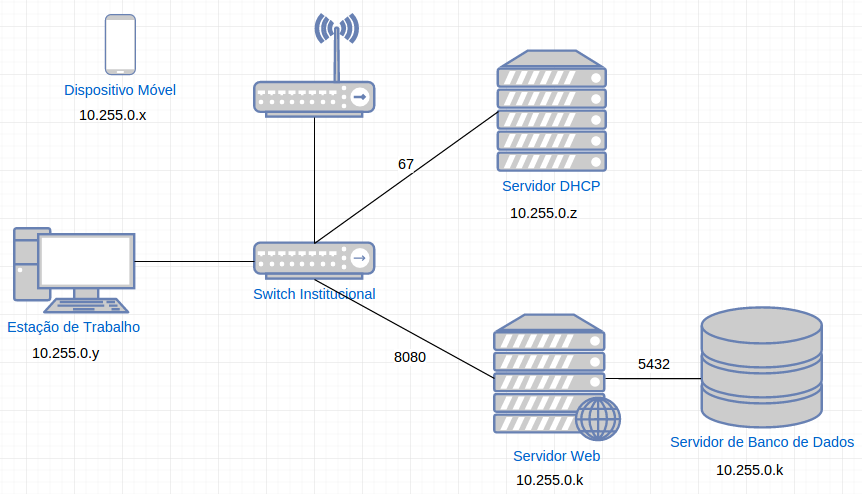 Dispositivo Móvel
10.255.0.x
67
Servidor DHCP
10.255.0.z
Switch Institucional
Estação de Trabalho
10.255.0.y
8080
5432
Servidor Web
10.255.0.k
Servidor de Banco de Dados
10.255.0.k